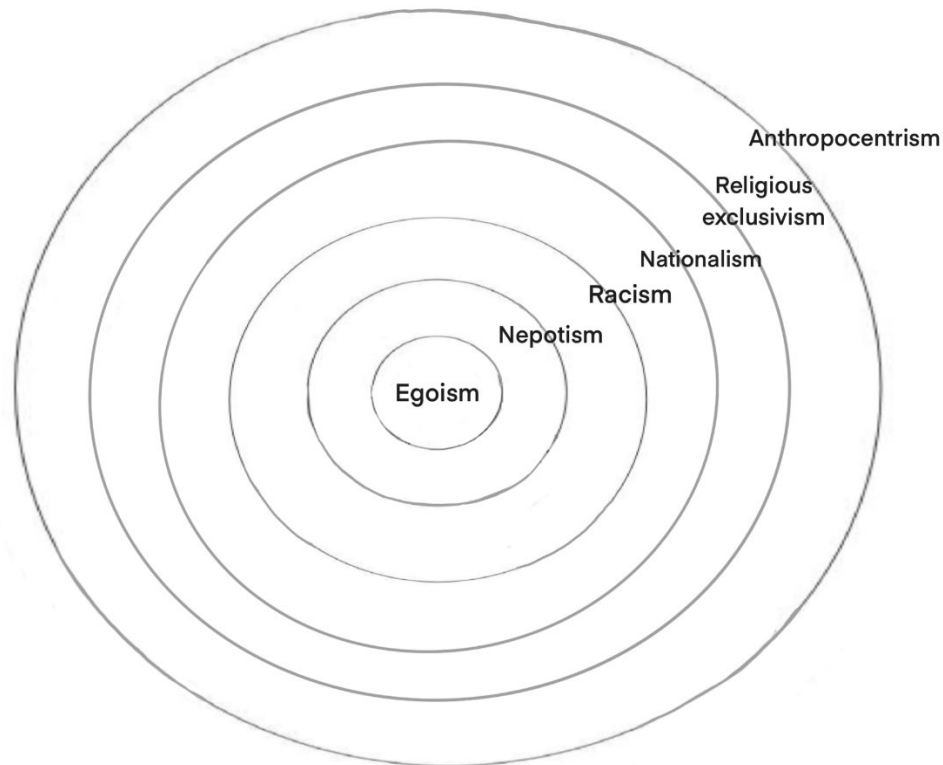 Anthropocentrism
Religious
exclusivism
Nationalism
Racism
Nepotism
Egoism